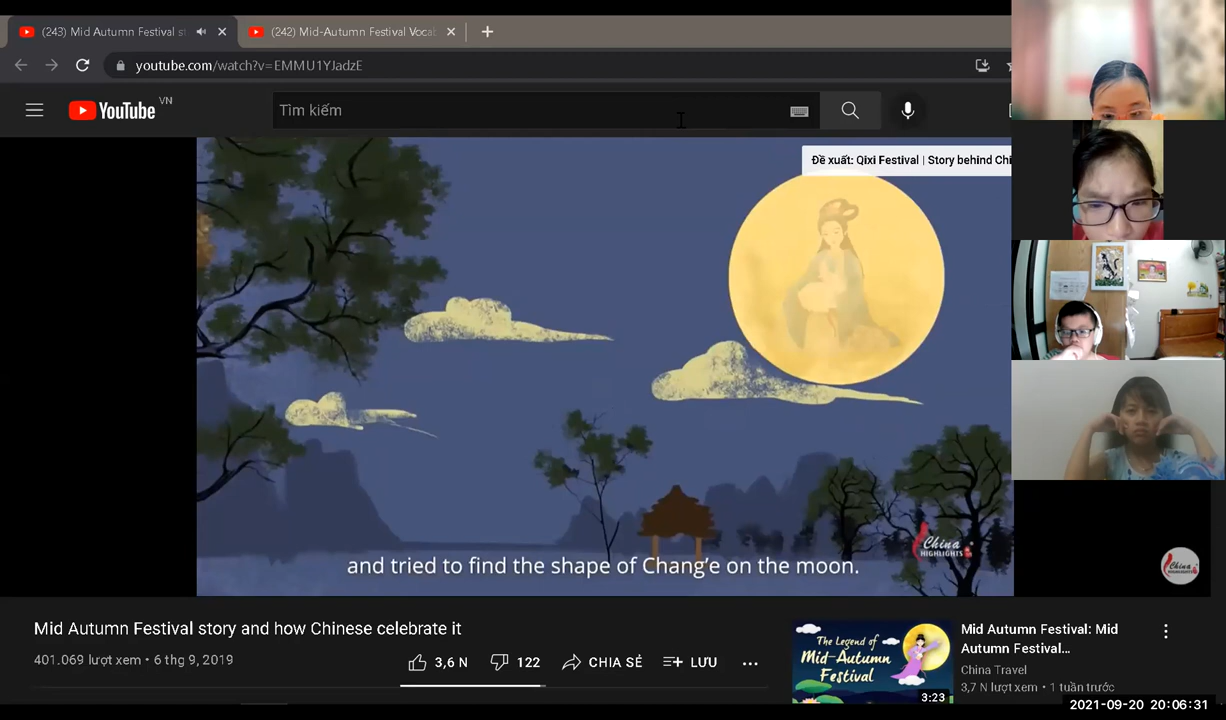 (243) Mid Autumn Festival st
(242) Mid-Autumn Festival Vocab
youtube.com/watch?v=EMMU1YJadzE
YouTube VN
Tìm kiếm
Đề xuất: Qixi Festival | Story behind Chi
China
HIGHLIGHTS
and tried to find the shape of Chang'e on the moon.
China
HIGHLIGHTS
Mid Autumn Festival story and how Chinese celebrate it
401.069 lượt xem • 6 thg 9, 2019
3,6 N
122
CHIA SẺ
LƯU
The Legend of
Mid-Autumn
Festival
3:23
Mid Autumn Festival: Mid
Autumn Festival...
China Travel
3,7 N lượt xem • 1 tuần trước
2021-09-20 20:06:31